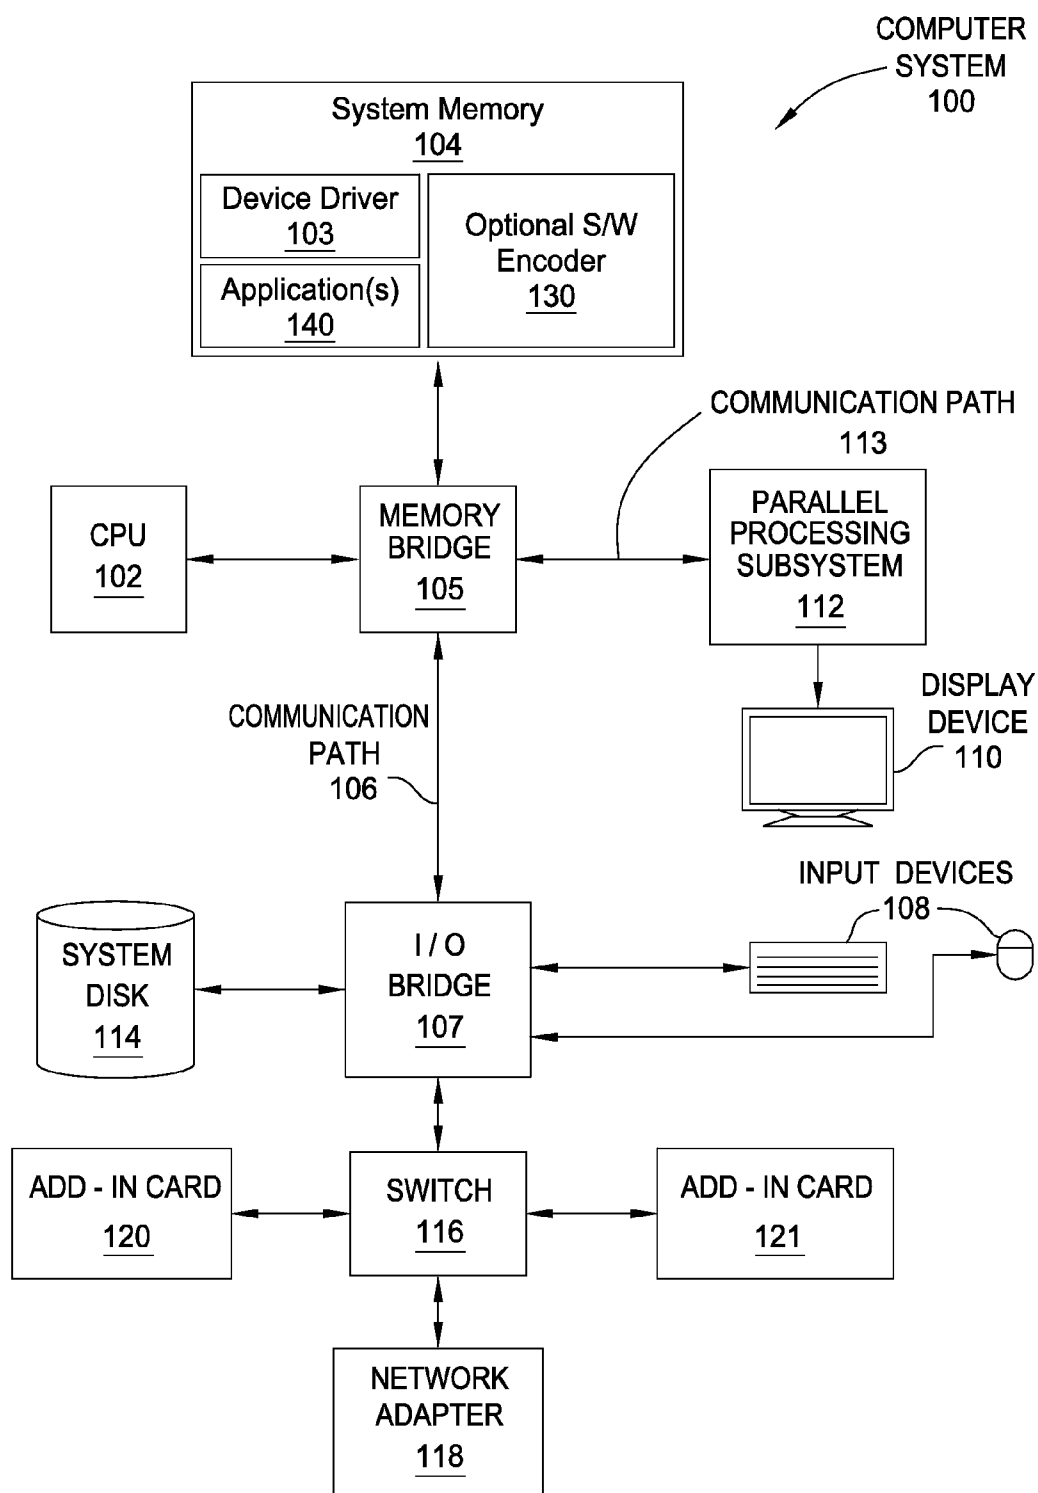 COMPUTER
SYSTEM
100
System Memory
104
Device Driver
103
Optional S/W
Encoder
130
Application(s)
140
COMMUNICATION PATH
113
CPU
102
MEMORY
BRIDGE
105
PARALLEL
PROCESSING
SUBSYSTEM
112
COMMUNICATION
PATH
106
DISPLAY
DEVICE
110
INPUT DEVICES
108
SYSTEM
DISK
114
I / O
BRIDGE
107
ADD - IN CARD
120
SWITCH
116
ADD - IN CARD
121
NETWORK
ADAPTER
118